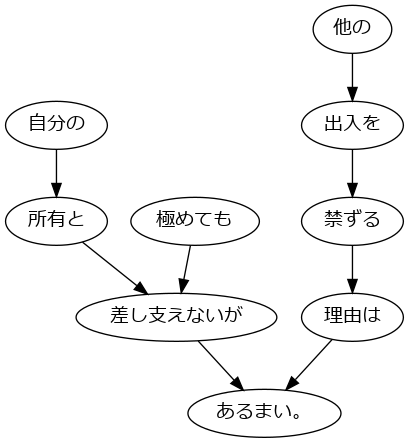 他の
自分の
出入を
所有と
極めても
禁ずる
差し支えないが
理由は
あるまい。